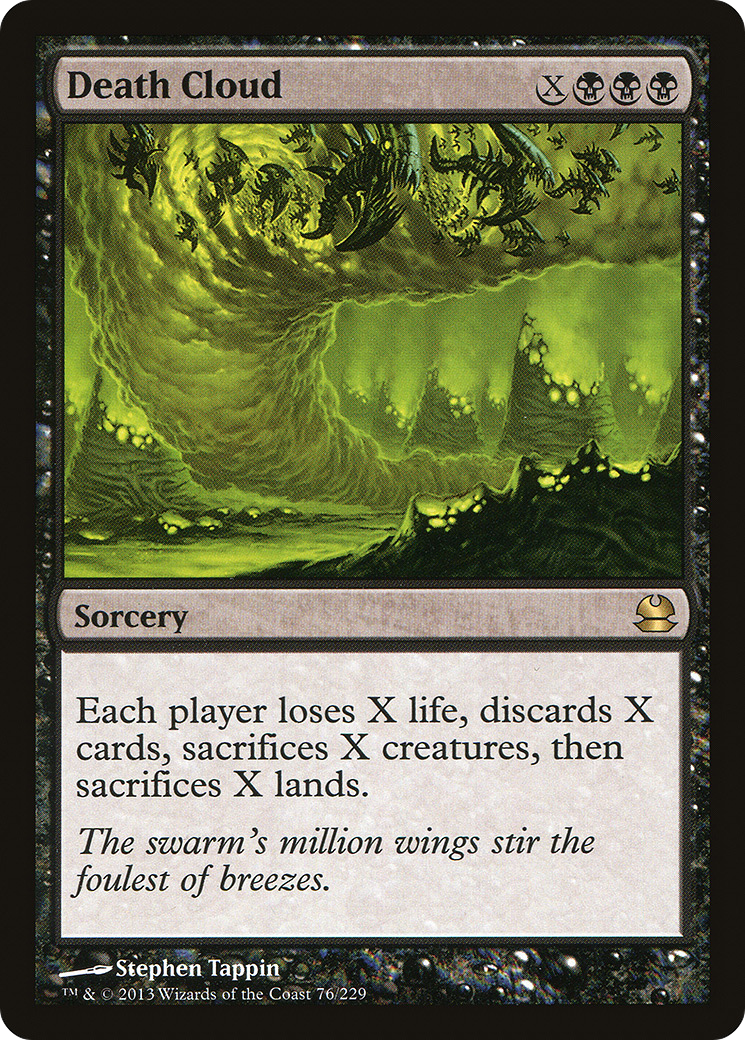 Death Cloud X
Sorcery
Each player loses X life, discards X
cards, sacrifices X creatures, then
sacrifices X lands.
The swarm's million wings stir the
foulest of breezes.
Stephen Tappin
™ & © 2013 Wizards of the Coast 76/229